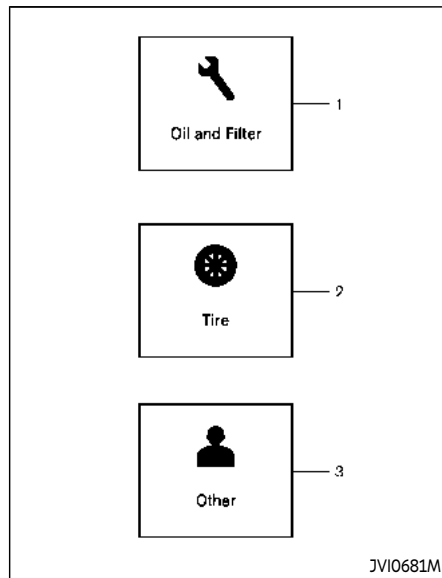 Oil and Filter
1
Tire
2
Other
3
JVI0681M